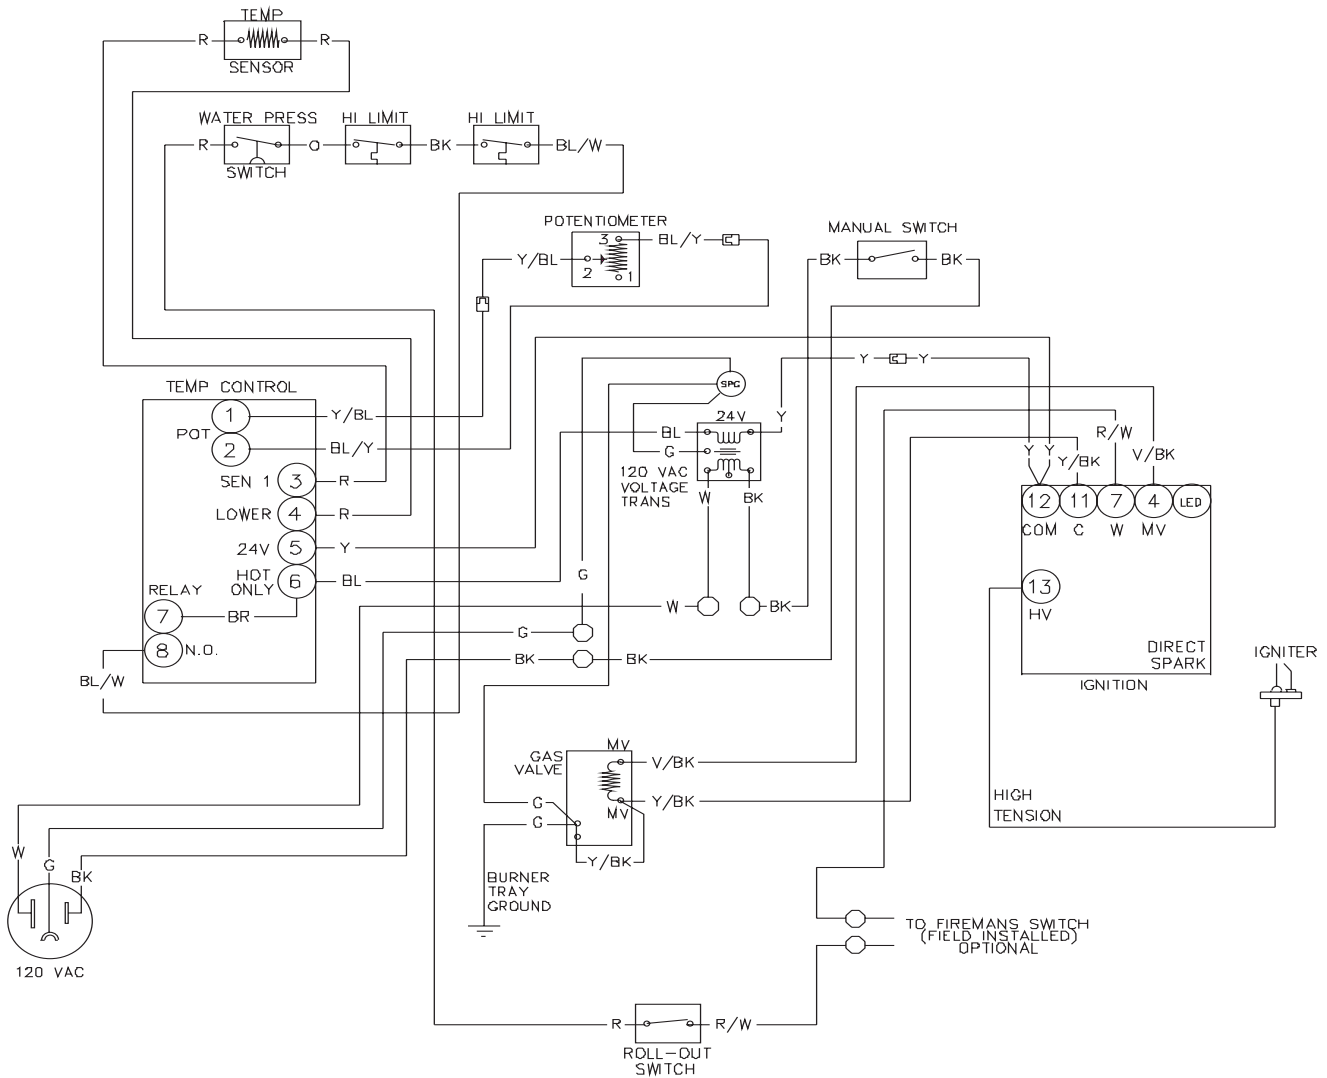 TEMP
R
R
SENSOR
WATER PRESS
HI LIMIT
HI LIMIT
R
O
BK
BL/W
SWITCH
POTENTIOMETER
MANUAL SWITCH
3
BL/Y
Y/BL
2
1
BK
BK
Y
Y
SPG
TEMP CONTROL
1
Y/BL
24V
Y
POT
2
BL/Y
BL
G
R/W
Y
Y
Y/BK
V/BK
SEN 1
3
R
120 VAC
VOLTAGE
TRANS
W
BK
12
11
7
4
LED
COM
C
W
MV
LOWER
4
R
24V
5
Y
HOT
ONLY
6
BL
G
13
HV
RELAY
7
BR
W
BK
8
N.O.
G
BK
BK
DIRECT
SPARK
IGNITION
IGNITER
BL/W
MV
GAS
VALVE
V/BK
G
MV
Y/BK
G
Y/BK
HIGH
TENSION
W
G
BK
BURNER
TRAY
GROUND
120 VAC
TO FIREMANS SWITCH
(FIELD INSTALLED)
OPTIONAL
R
R/W
ROLL-OUT
SWITCH